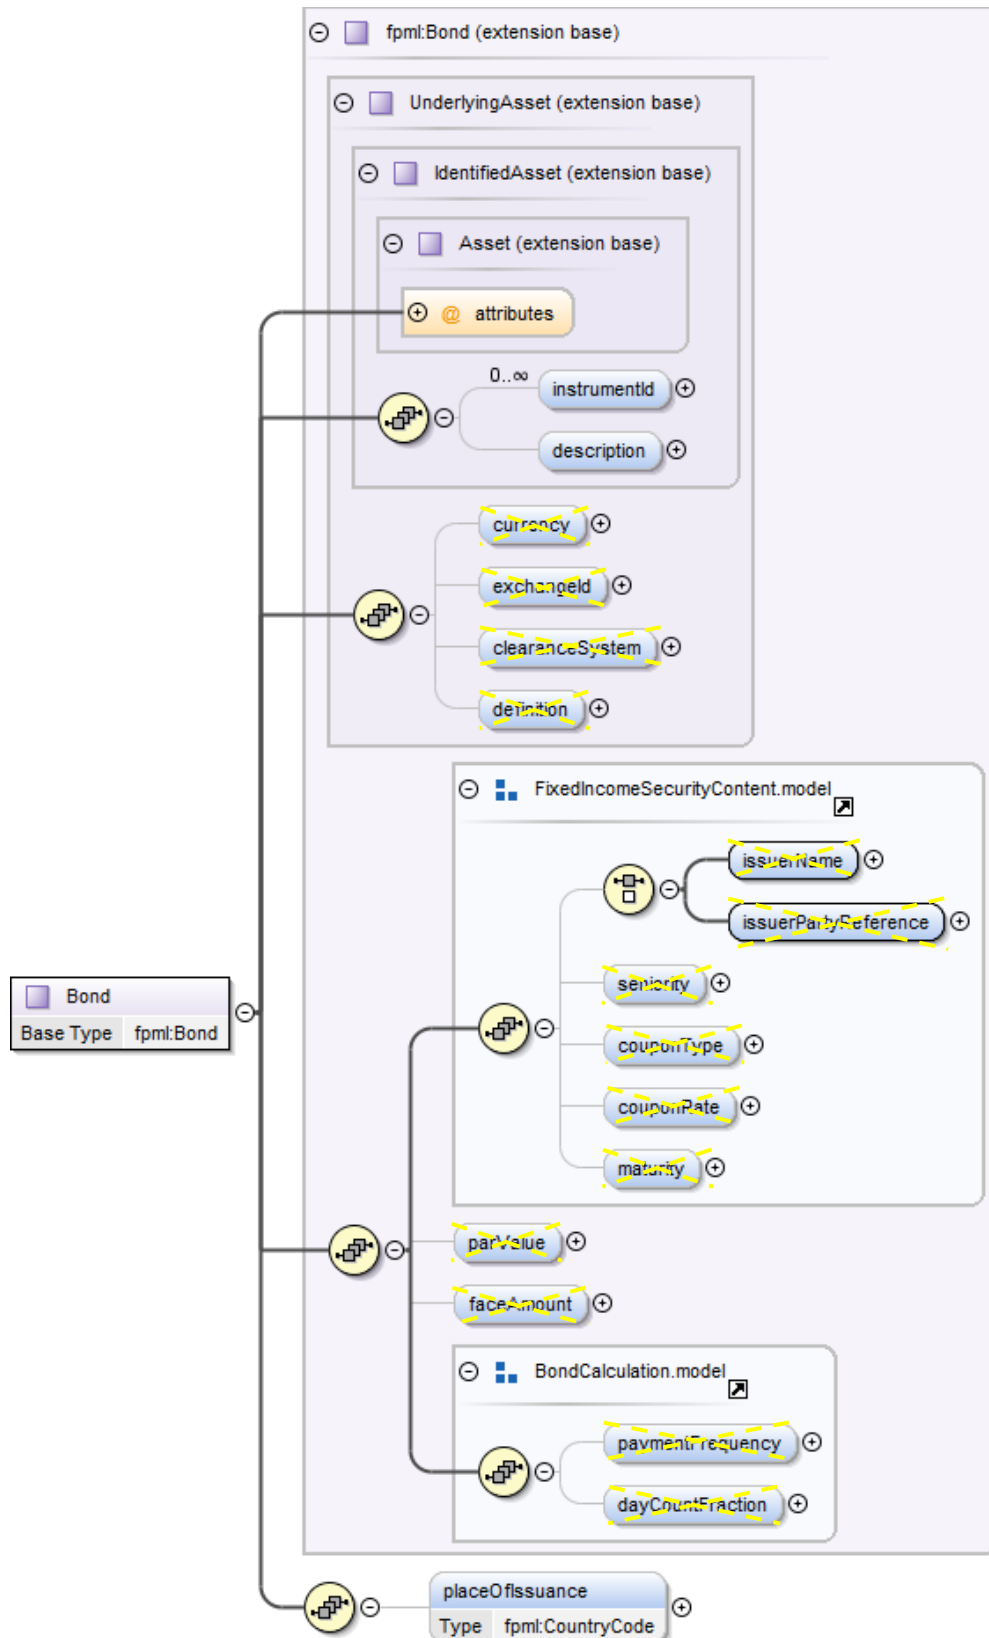 fpml:Bond (extension base)
UnderlyingAsset (extension base)
IdentifiedAsset (extension base)
Asset (extension base)
@ attributes
0..∞
instrumentId
description
currency
exchangeId
clearanceSystem
definition
FixedIncomeSecurityContent.model
issuerName
issuerPartyReference
Bond
Base Type fpml:Bond
seniority
couponType
couponRate
maturity
parValue
faceAmount
BondCalculation.model
paymentFrequency
dayCountFraction
placeOfIssuance
Type fpml:CountryCode